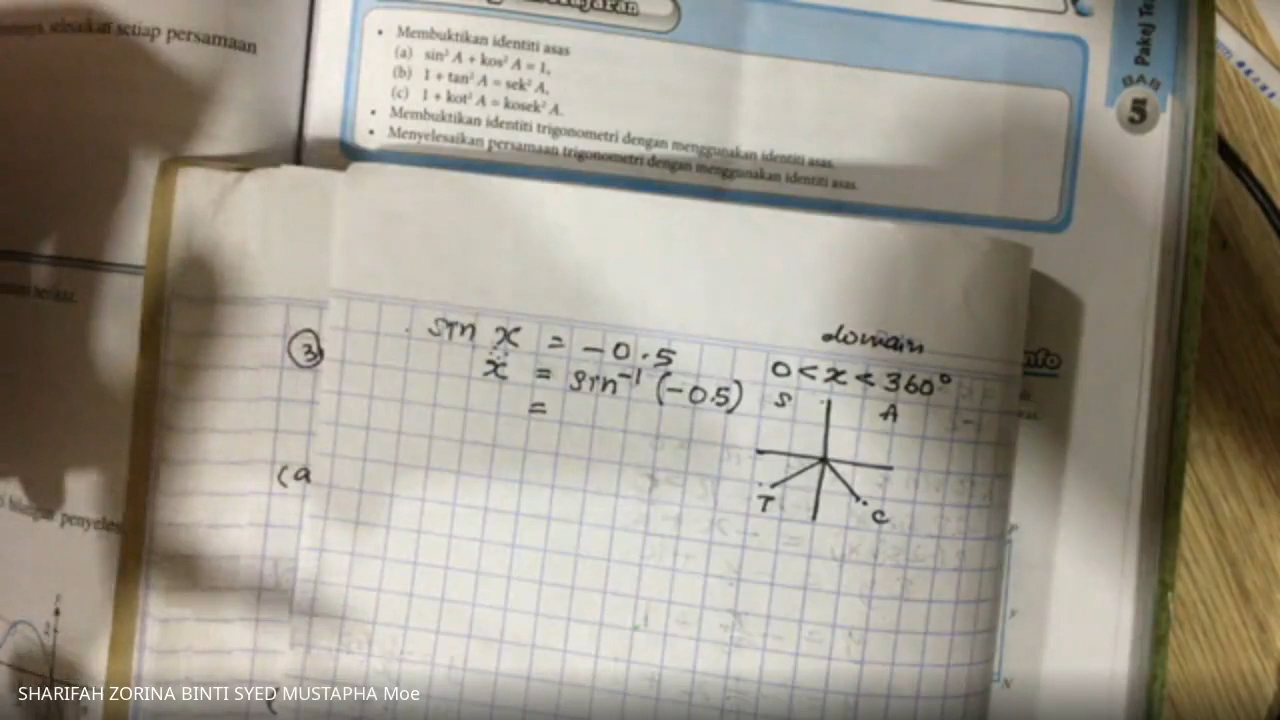 setiap persamaan
• Membuktikan identiti asas
(a) sin² A + kos² A = 1,
(b) 1 + tan² A = sek² A,
(c) 1 + kot² A = kosek² A.
• Membuktikan identiti trigonometri dengan menggunakan identiti asas.
• Menyelesaikan persamaan trigonometri dengan menggunakan identiti asas.
Pakej
BAB
5
③ sin x = -0.5
x = sin⁻¹ (-0.5)
=
domain
0 < x < 360°
S A
T C
(a
SHARIFAH ZORINA BINTI SYED MUSTAPHA Moe